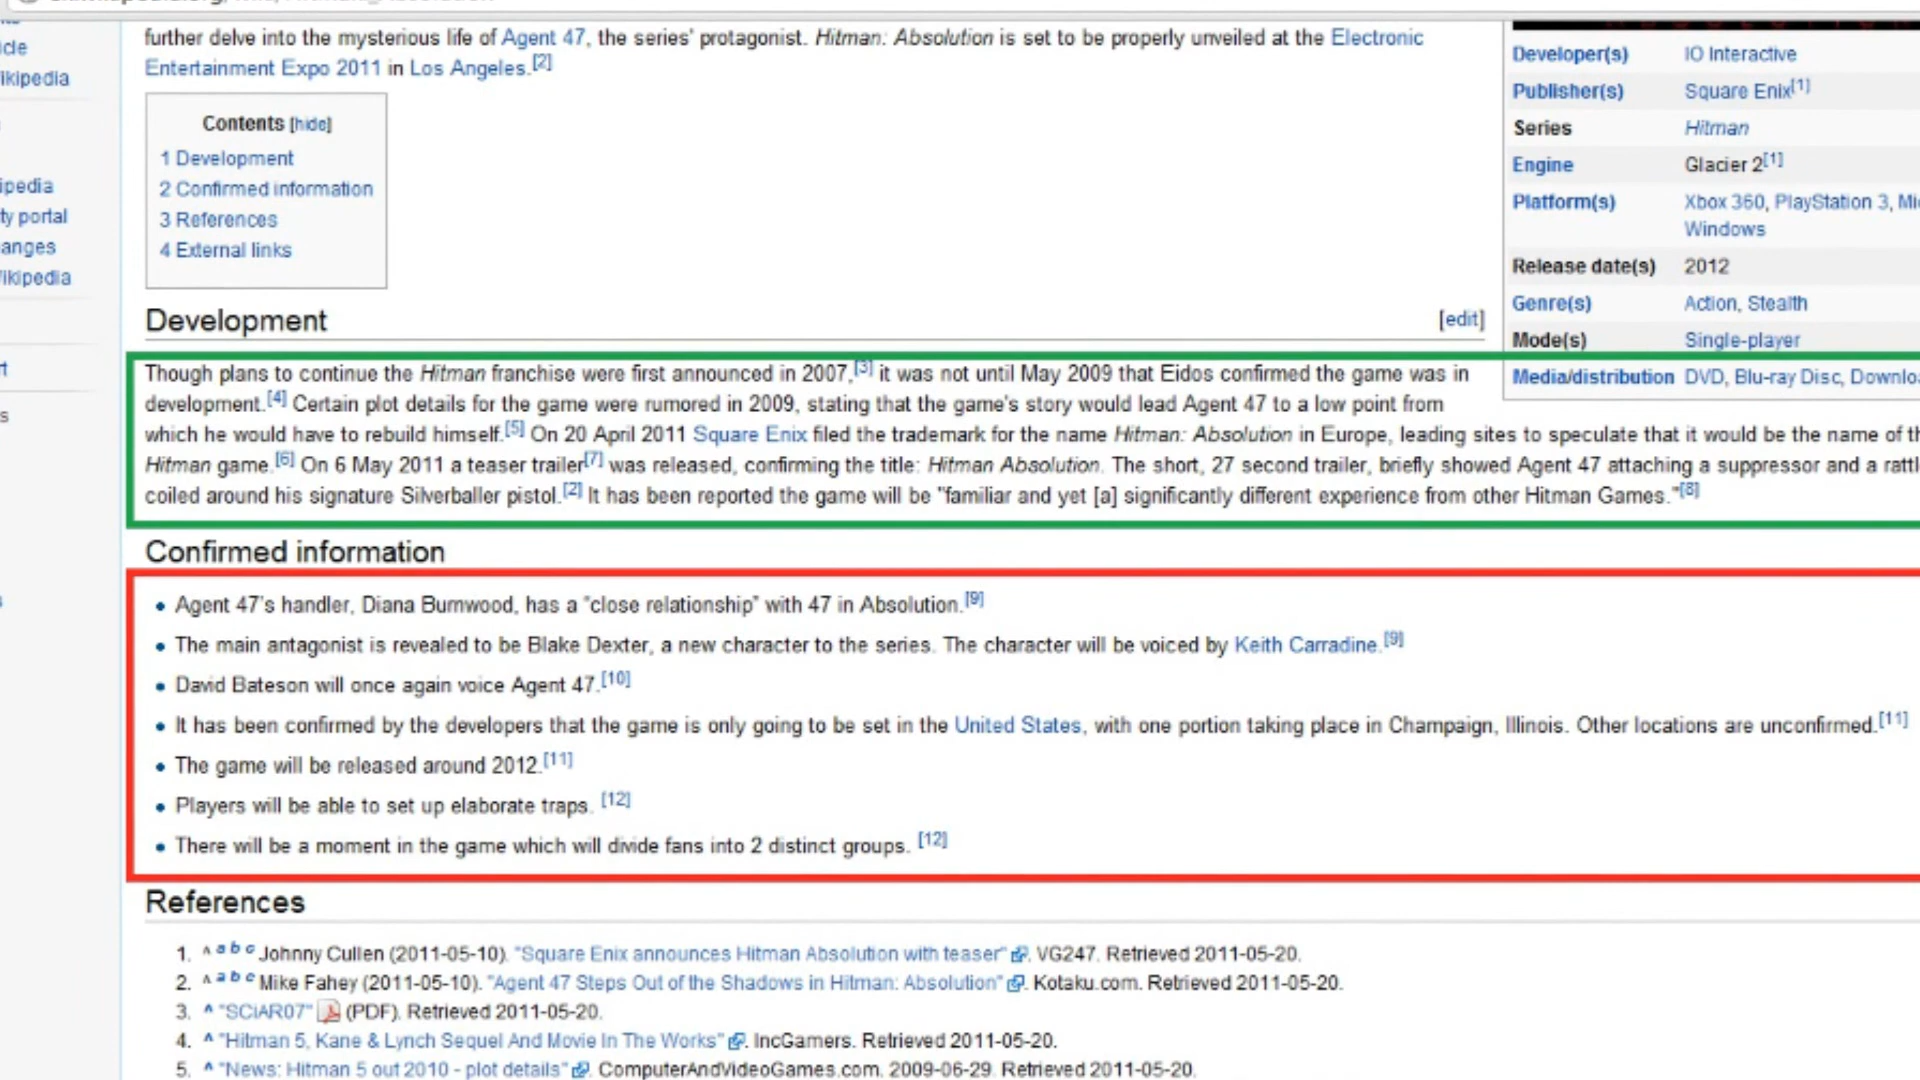 further delve into the mysterious life of Agent 47, the series' protagonist. Hitman: Absolution is set to be properly unveiled at the Electronic
Entertainment Expo 2011 in Los Angeles.[2]
Contents [hide]
1 Development
2 Confirmed information
3 References
4 External links
Developer(s) IO Interactive
Publisher(s) Square Enix[1]
Series Hitman
Engine Glacier 2[1]
Platform(s) Xbox 360, PlayStation 3,
Windows
Release date(s) 2012
Genre(s) Action, Stealth
Mode(s) Single-player
Media/distribution DVD, Blu-ray Disc,
Development [edit]
Though plans to continue the Hitman franchise were first announced in 2007,[3] it was not until May 2009 that Eidos confirmed the game was in
development.[4] Certain plot details for the game were rumored in 2009, stating that the game's story would lead Agent 47 to a low point from
which he would have to rebuild himself.[5] On 20 April 2011 Square Enix filed the trademark for the name Hitman: Absolution in Europe, leading sites to speculate that it would be the name of
Hitman game.[6] On 6 May 2011 a teaser trailer[7] was released, confirming the title: Hitman Absolution. The short, 27 second trailer, briefly showed Agent 47 attaching a suppressor and a
coiled around his signature Silverballer pistol.[2] It has been reported the game will be "familiar and yet [a] significantly different experience from other Hitman Games."[8]
Confirmed information
Agent 47's handler, Diana Burnwood, has a "close relationship" with 47 in Absolution.[9]
The main antagonist is revealed to be Blake Dexter, a new character to the series. The character will be voiced by Keith Carradine.[9]
David Bateson will once again voice Agent 47.[10]
It has been confirmed by the developers that the game is only going to be set in the United States, with one portion taking place in Champaign, Illinois. Other locations are unconfirmed.[11]
The game will be released around 2012.[11]
Players will be able to set up elaborate traps. [12]
There will be a moment in the game which will divide fans into 2 distinct groups. [12]
References
1. ^ a b c Johnny Cullen (2011-05-10). "Square Enix announces Hitman Absolution with teaser". VG247. Retrieved 2011-05-20.
2. ^ a b c Mike Fahey (2011-05-10). "Agent 47 Steps Out of the Shadows in Hitman: Absolution". Kotaku.com. Retrieved 2011-05-20.
3. ^ "SCiAR07" (PDF). Retrieved 2011-05-20.
4. ^ "Hitman 5, Kane & Lynch Sequel And Movie In The Works". IncGamers. Retrieved 2011-05-20.
5. ^ "News: Hitman 5 out 2010 - plot details". ComputerAndVideoGames.com. 2009-06-29. Retrieved 2011-05-20.